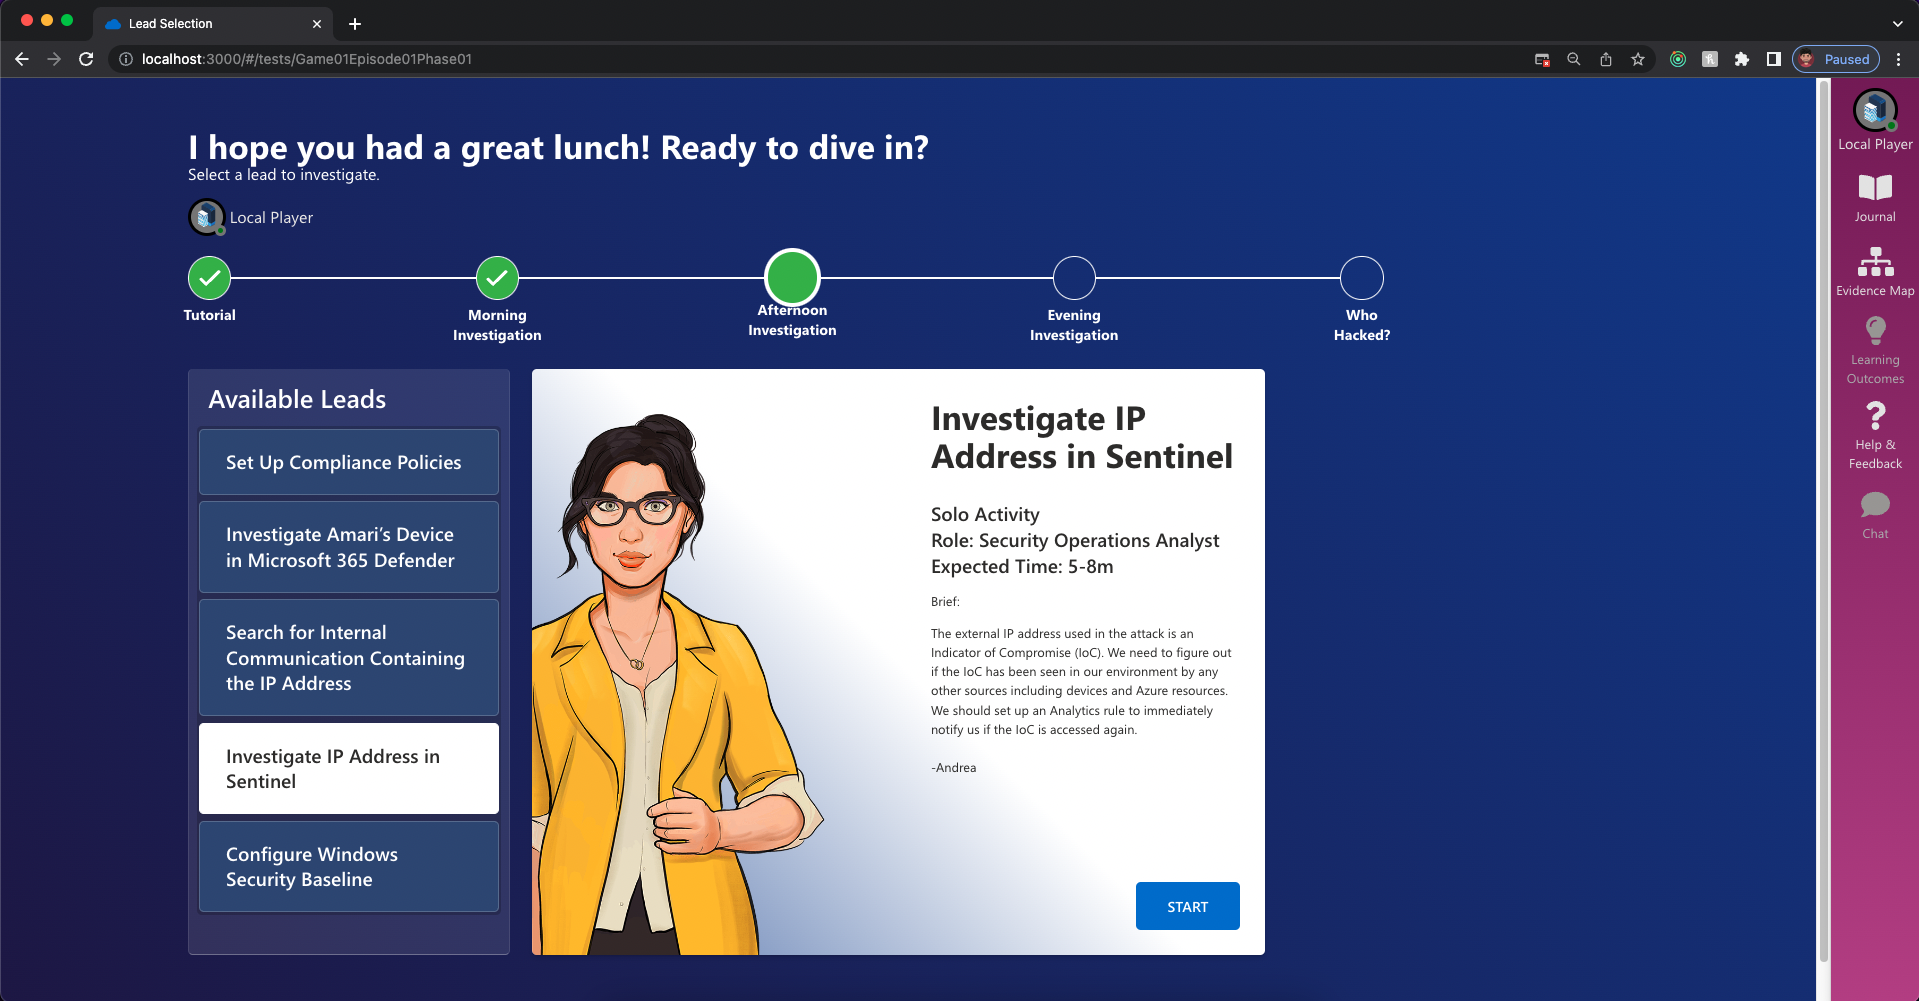 Lead Selection
localhost:3000/#/tests/Game01Episode01Phase01
Paused
I hope you had a great lunch! Ready to dive in?
Select a lead to investigate.
Local Player
Tutorial
Morning
Investigation
Afternoon
Investigation
Evening
Investigation
Who
Hacked?
Available Leads
Set Up Compliance Policies
Investigate Amari’s Device
in Microsoft 365 Defender
Search for Internal
Communication Containing
the IP Address
Investigate IP Address in
Sentinel
Configure Windows
Security Baseline
Investigate IP
Address in Sentinel
Solo Activity
Role: Security Operations Analyst
Expected Time: 5-8m
Brief:
The external IP address used in the attack is an
Indicator of Compromise (IoC). We need to figure out
if the IoC has been seen in our environment by any
other sources including devices and Azure resources.
We should set up an Analytics rule to immediately
notify us if the IoC is accessed again.
-Andrea
START
Local Player
Journal
Evidence Map
Learning
Outcomes
Help &
Feedback
Chat